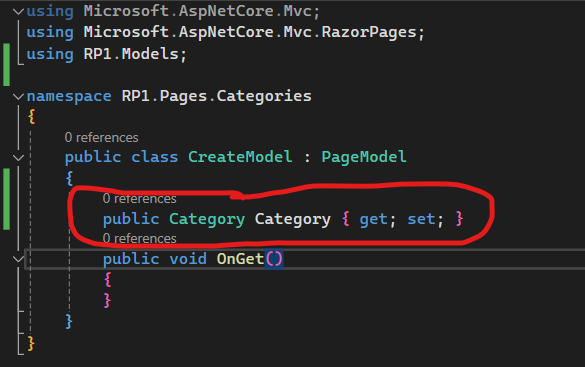 using Microsoft.AspNetCore.Mvc;
using Microsoft.AspNetCore.Mvc.RazorPages;
using RP1.Models;
namespace RP1.Pages.Categories
{
0 references
public class CreateModel : PageModel
{
0 references
public Category Category { get; set; }
0 references
public void OnGet()
{
}
}
}